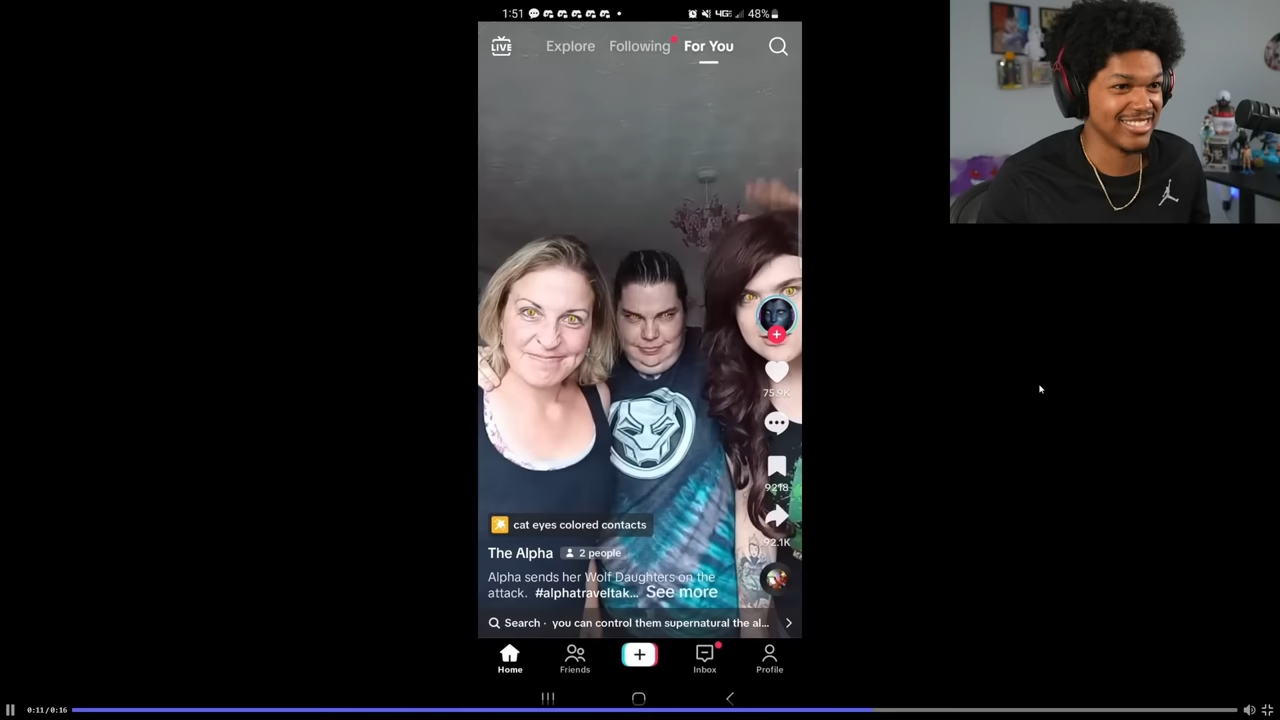 1:51
4GE
48%
LIVE
Explore
Following
For You
75.9K
9218
92.1K
cat eyes colored contacts
The Alpha
2 people
Alpha sends her Wolf Daughters on the
attack. #alphatraveltak... See more
Search · you can control them supernatural the al...
Home
Friends
Inbox
Profile
0:11/0:16